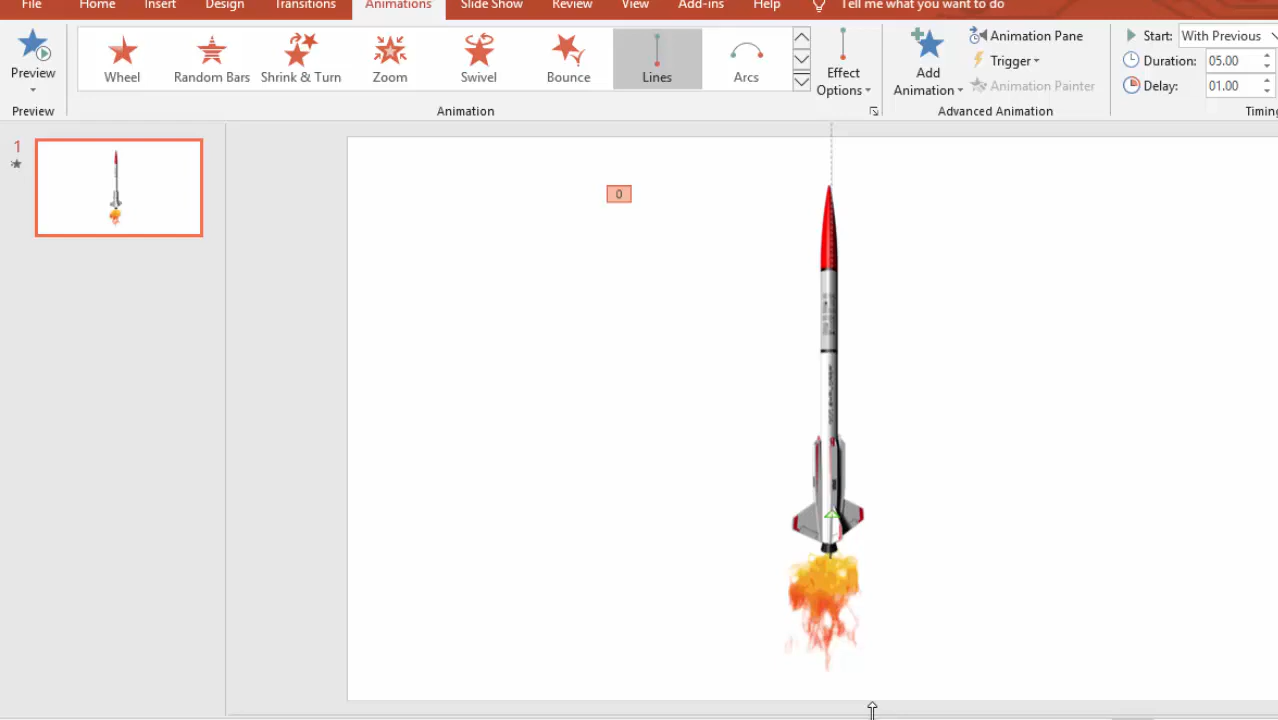 File Home Insert Design Transitions Animations Slide Show Review View Add-ins Help Tell me what you want to do
Preview
Wheel Random Bars Shrink & Turn Zoom Swivel Bounce Lines Arcs
Effect Options
Add Animation
Animation Pane
Trigger
Animation Painter
Start: With Previous
Duration: 05.00
Delay: 01.00
Preview Animation Advanced Animation Timing
1
0